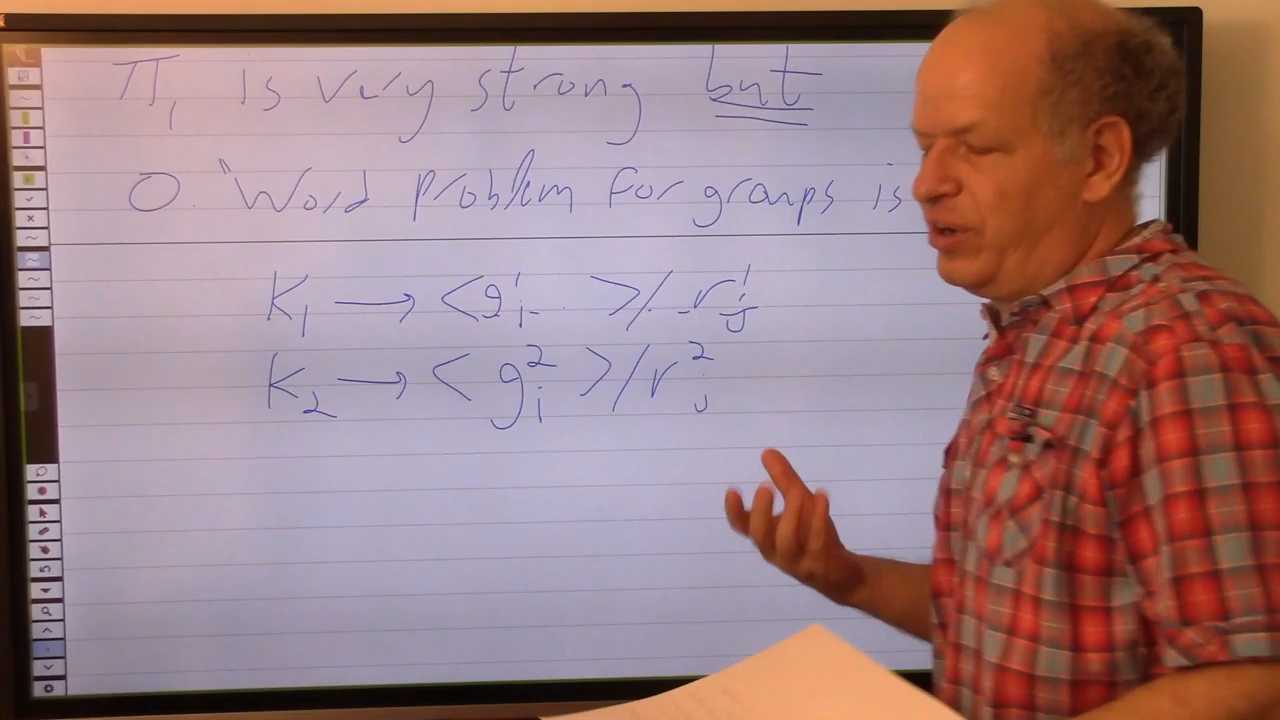 π₁ is very strong but
0. "Word problem for groups is
K₁ → <g¹ᵢ . . >/ r¹ⱼ
K₂ → < g²ᵢ >/r²ⱼ